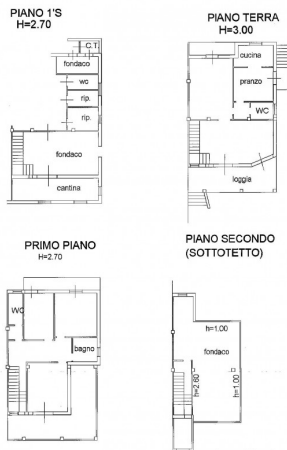 PIANO 1'S
H=2.70
C.T.
fondaco
wc
rip.
rip.
fondaco
cantina
PIANO TERRA
H=3.00
cucina
pranzo
WC
loggia
PRIMO PIANO
H=2.70
WC
bagno
PIANO SECONDO
(SOTTOTETTO)
h=1.00
fondaco
h=2.60
h=1.00